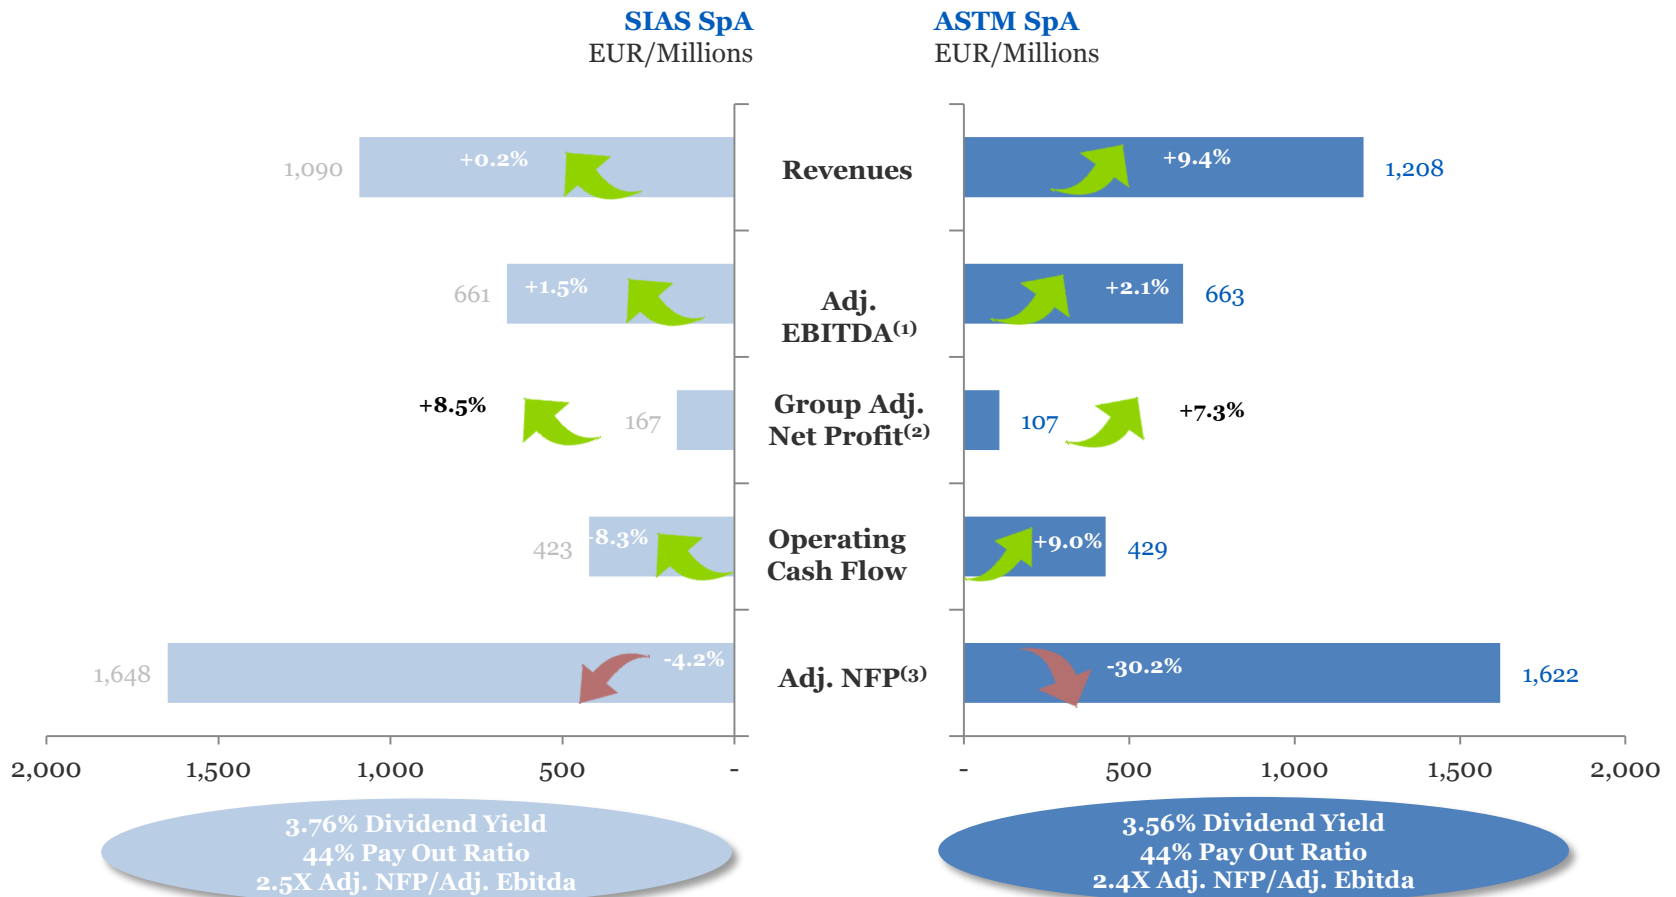 SIAS SpA
EUR/Millions
ASTM SpA
EUR/Millions
1,090
+0.2%
Revenues
+9.4%
1,208
661
+1.5%
Adj.
EBITDA(1)
+2.1%
663
+8.5%
167
Group Adj.
Net Profit(2)
107
+7.3%
423
-8.3%
Operating
Cash Flow
+9.0%
429
1,648
-4.2%
Adj. NFP(3)
-30.2%
1,622
2,000 1,500 1,000 500 -
- 500 1,000 1,500 2,000
3.76% Dividend Yield
44% Pay Out Ratio
2.5X Adj. NFP/Adj. Ebitda
3.56% Dividend Yield
44% Pay Out Ratio
2.4X Adj. NFP/Adj. Ebitda